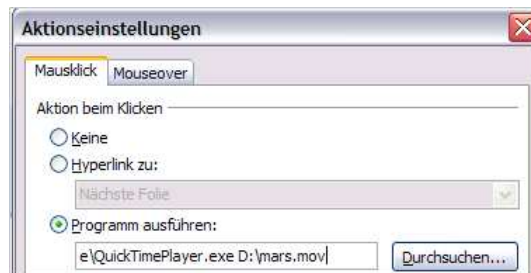 Aktionseinstellungen
Mausklick Mouseover
Aktion beim Klicken
Keine
Hyperlink zu:
Nächste Folie
Programm ausführen:
e\QuickTimePlayer.exe D:\mars.mov Durchsuchen...